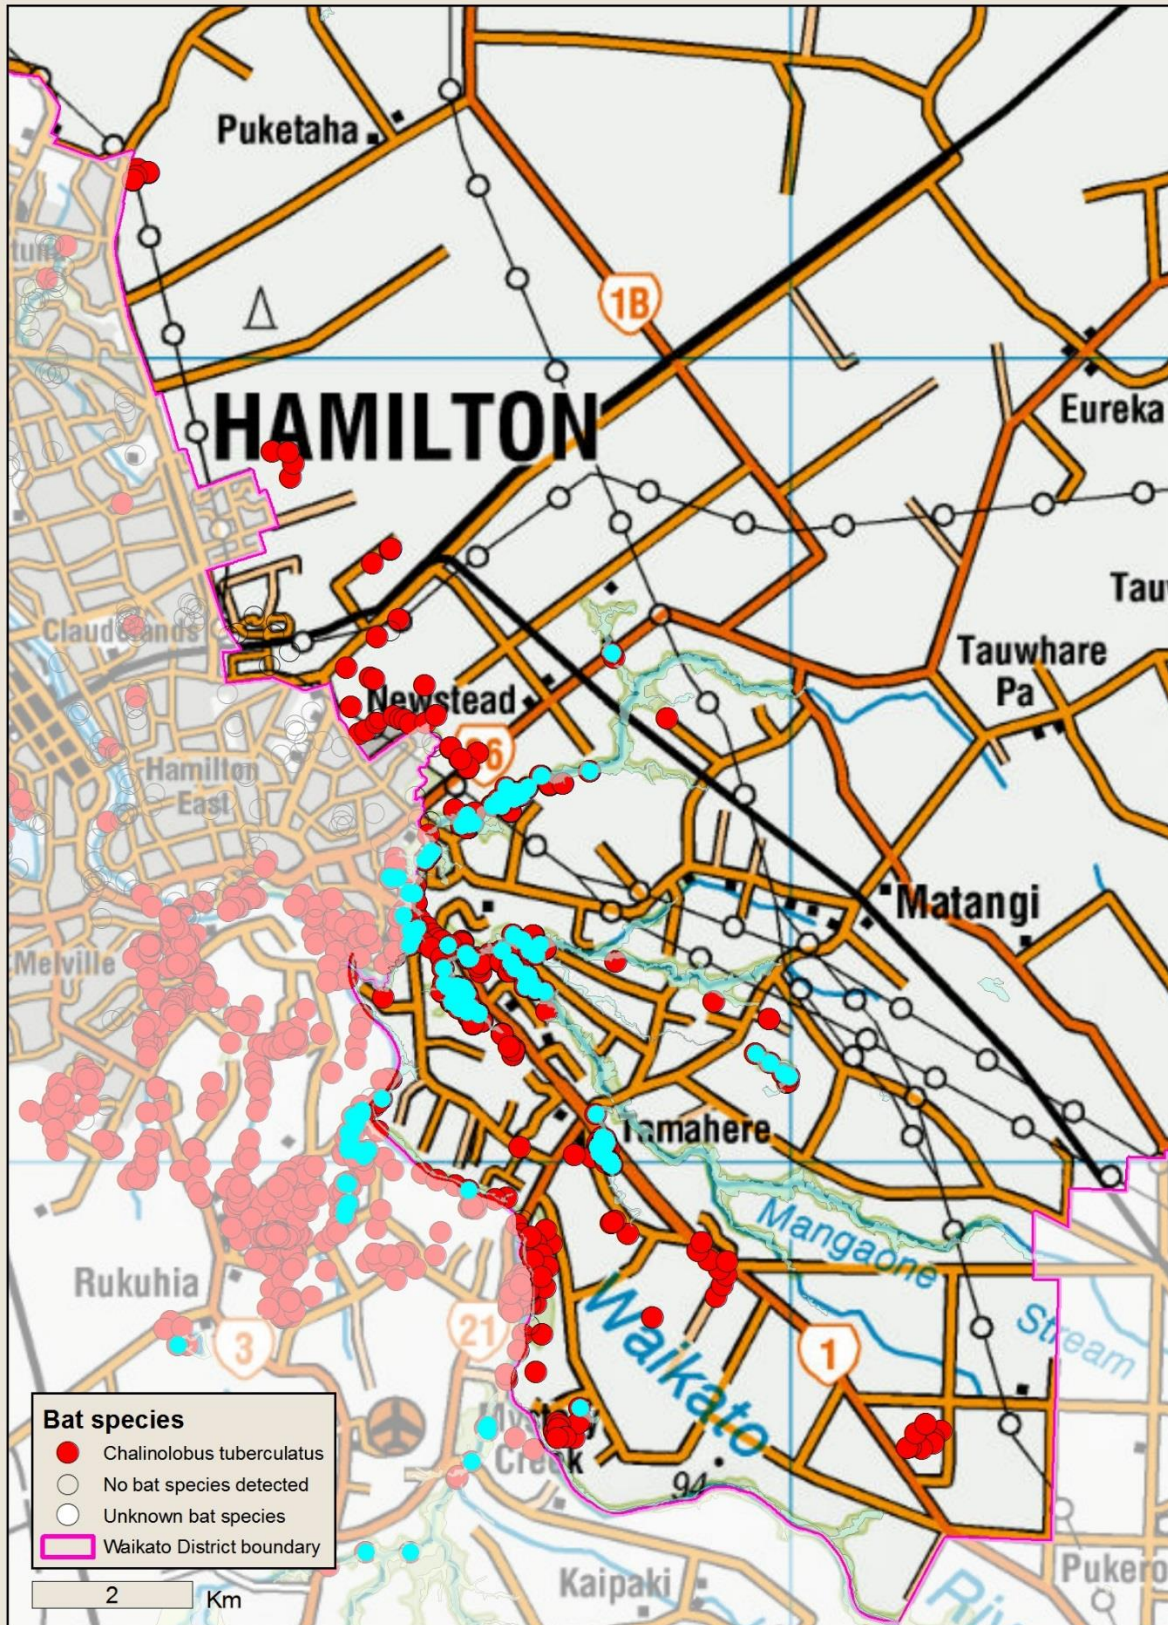 Puketaha
1B
HAMILTON
Eureka
Claudelands
Tauwhare
Pa
Newstead
Hamilton
East
Matangi
Melville
Tamahere
Mangaone
Rukuhia
Waikato
Stream
21
3
1
Bat species
Chalinolobus tuberculatus
No bat species detected
Unknown bat species
Waikato District boundary
Mystery
Creek
94
2 Km
Kaipaki